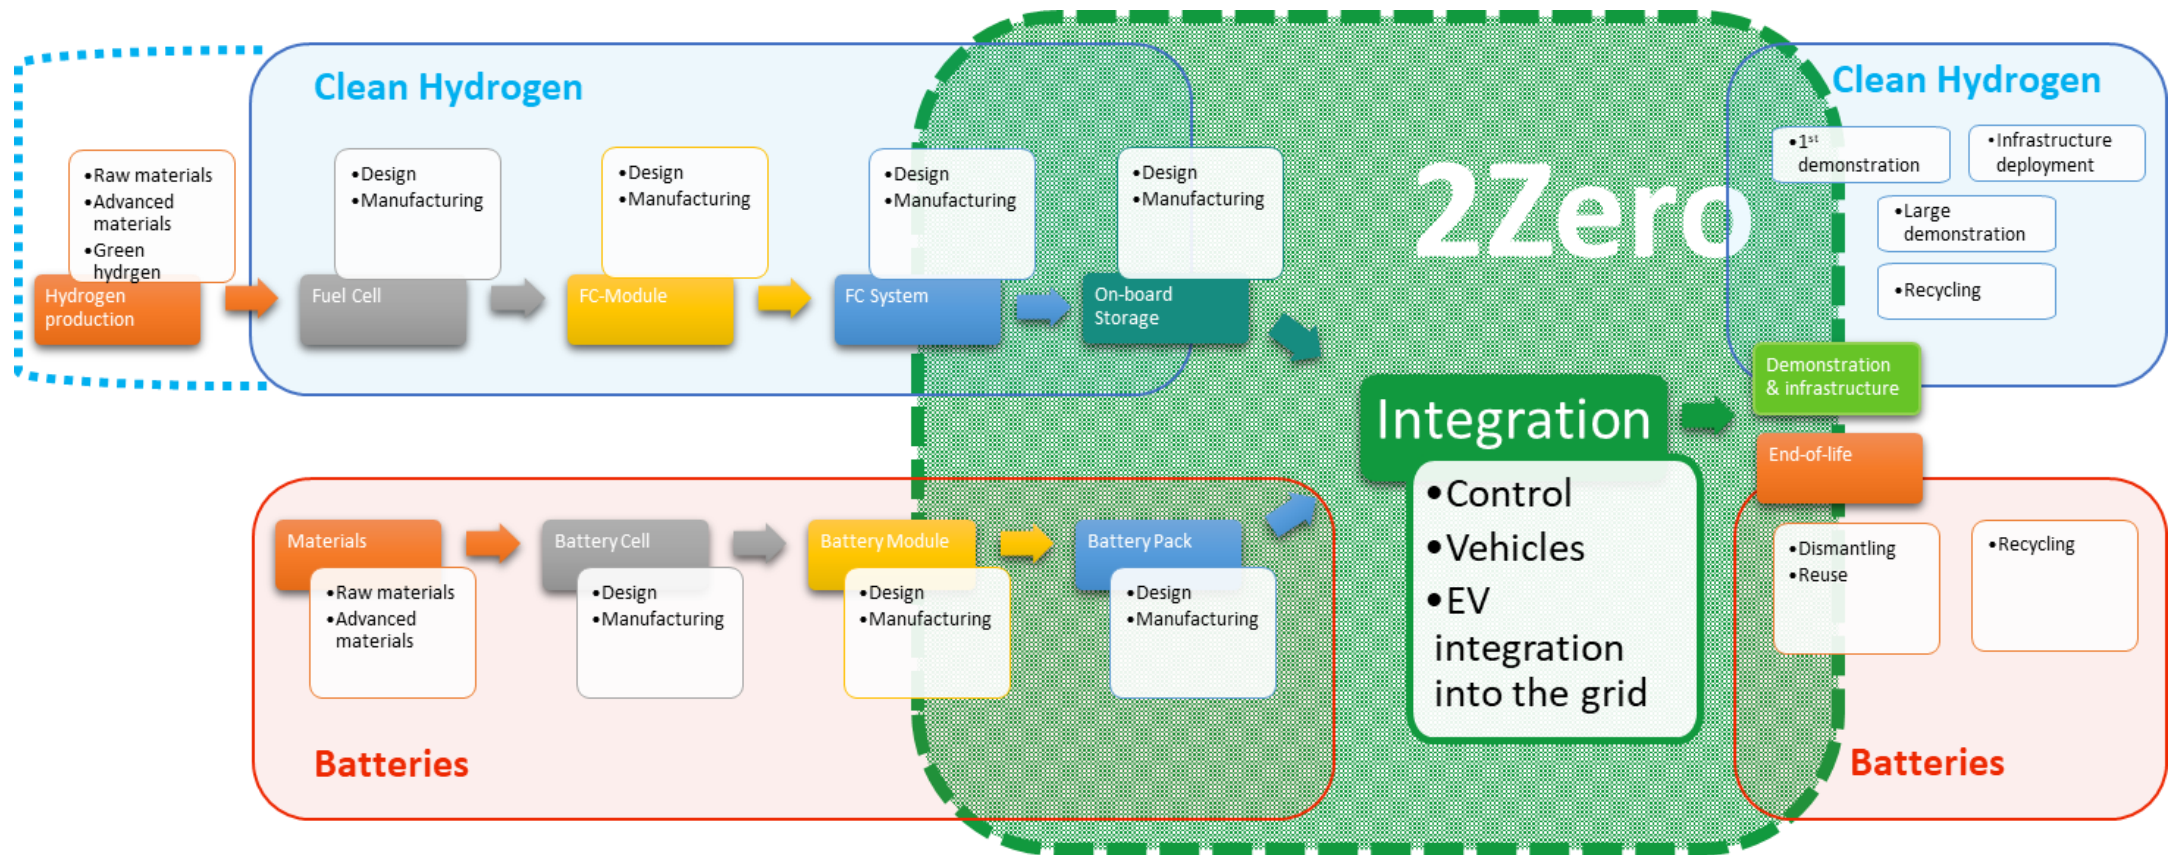 Clean Hydrogen
2Zero
Clean Hydrogen
•Raw materials
•Advanced
materials
•Green
hydrgen
Hydrogen
production
•Design
•Manufacturing
Fuel Cell
•Design
•Manufacturing
FC-Module
•Design
•Manufacturing
FC System
•Design
•Manufacturing
On-board
Storage
•1st
demonstration
•Infrastructure
deployment
•Large
demonstration
•Recycling
Demonstration
& infrastructure
Integration
•Control
•Vehicles
•EV
integration
into the grid
End-of-life
•Dismantling
•Reuse
•Recycling
Batteries
Materials
•Raw materials
•Advanced
materials
Battery Cell
•Design
•Manufacturing
Battery Module
•Design
•Manufacturing
Battery Pack
•Design
•Manufacturing
Batteries